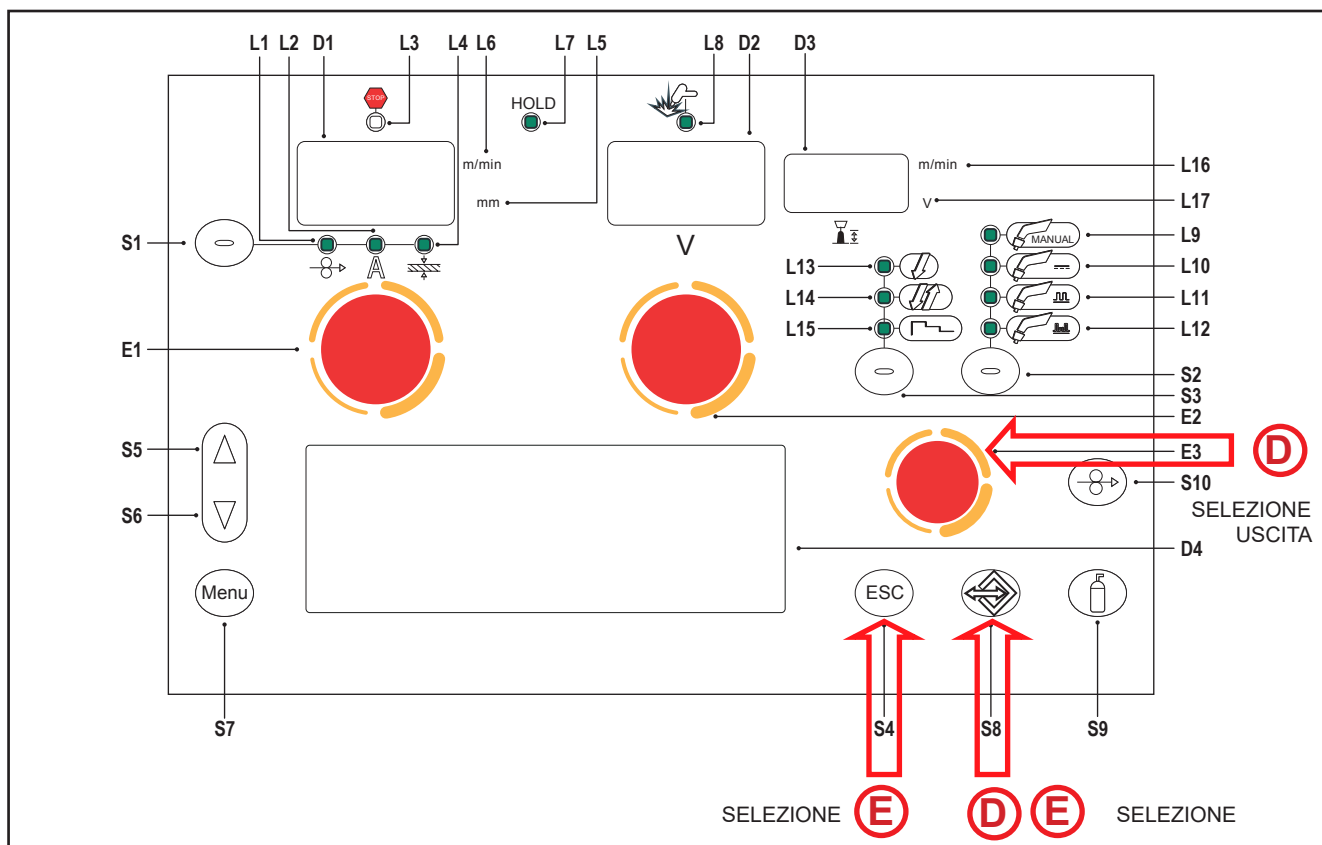 L1 L2 D1 L3 L4 L6 L7 L5 L8 D2 D3
STOP
HOLD
m/min
m/min
L16
mm
V
L17
S1
MANUAL
L9
A
V
L13
L10
L14
L11
L15
L12
E1
S2
S3
E2
S5
E3
D
S10
S6
SELEZIONE
USCITA
D4
Menu
ESC
S7
S4
S8
S9
SELEZIONE E D E SELEZIONE